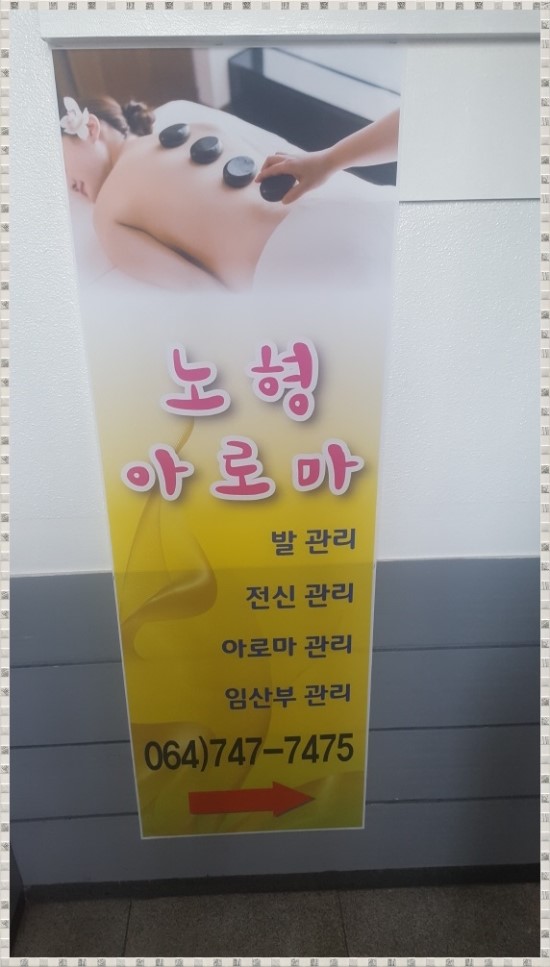 노형
아로마
발 관리
전신 관리
아로마 관리
임산부 관리
064)747-7475